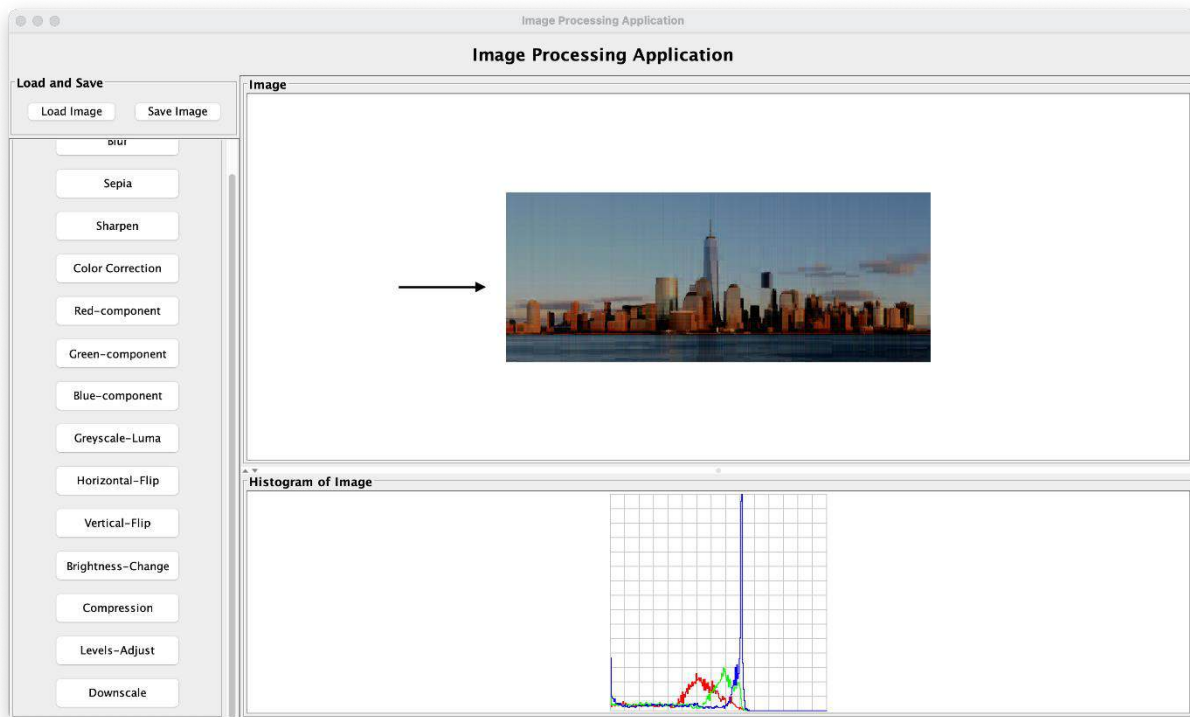 Image Processing Application
Image Processing Application
Load and Save
Load Image Save Image
Blur
Sepia
Sharpen
Color Correction
Red-component
Green-component
Blue-component
Greyscale-Luma
Horizontal-Flip
Vertical-Flip
Brightness-Change
Compression
Levels-Adjust
Downscale
Image
Histogram of Image